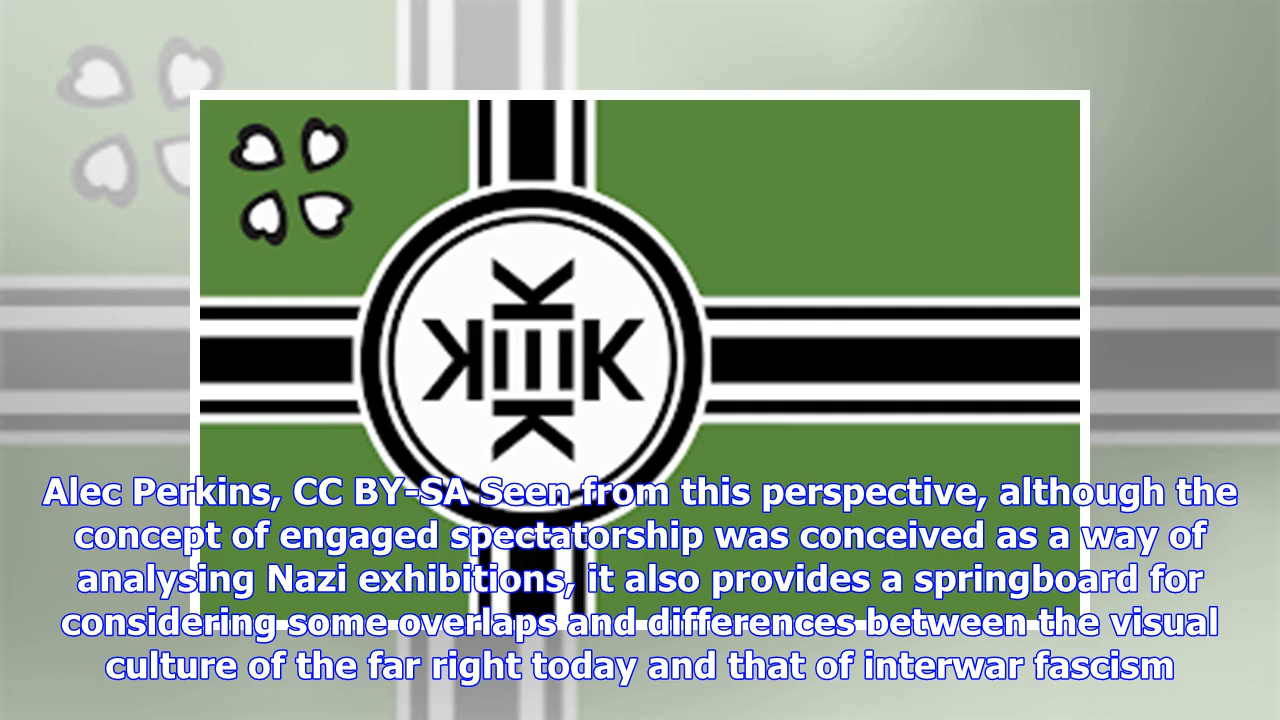 K
K E K
K
Alec Perkins, CC BY-SA Seen from this perspective, although the
concept of engaged spectatorship was conceived as a way of
analysing Nazi exhibitions, it also provides a springboard for
considering some overlaps and differences between the visual
culture of the far right today and that of interwar fascism